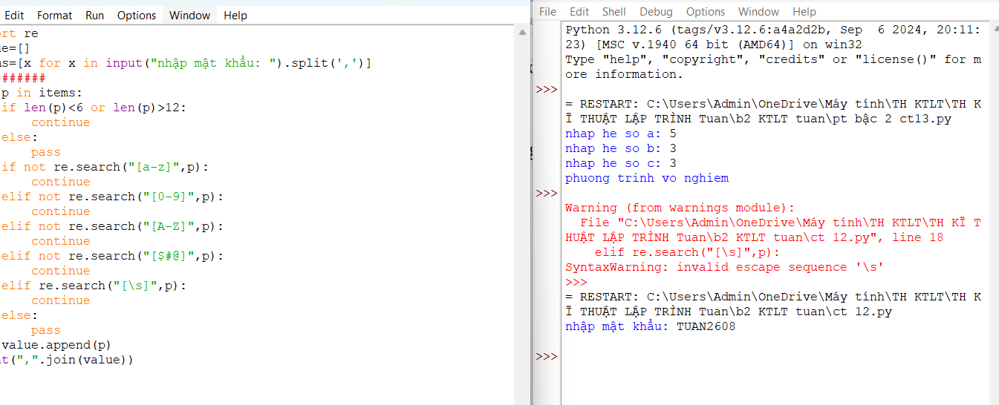 Edit Format Run Options Window Help
ort re
ue=[]
ms=[x for x in input("nhập mật khẩu: ").split(',')]
#######
p in items:
if len(p)<6 or len(p)>12:
continue
else:
pass
if not re.search("[a-z]",p):
continue
elif not re.search("[0-9]",p):
continue
elif not re.search("[A-Z]",p):
continue
elif not re.search("[$#@]",p):
continue
elif re.search("[\s]",p):
continue
else:
pass
value.append(p)
nt(",".join(value))
File Edit Shell Debug Options Window Help
Python 3.12.6 (tags/v3.12.6:a4a2d2b, Sep  6 2024, 20:11:
23) [MSC v.1940 64 bit (AMD64)] on win32
Type "help", "copyright", "credits" or "license()" for m
ore information.
>>>
= RESTART: C:\Users\Admin\OneDrive\Máy tính\TH KTLT\TH K
Ĩ THUẬT LẬP TRÌNH Tuan\b2 KTLT tuan\pt bậc 2 ct13.py
nhap he so a: 5
nhap he so b: 3
nhap he so c: 3
phuong trinh vo nghiem
>>>
Warning (from warnings module):
File "C:\Users\Admin\OneDrive\Máy tính\TH KTLT\TH KĨ T
HUẬT LẬP TRÌNH Tuan\b2 KTLT tuan\ct 12.py", line 18
elif re.search("[\s]",p):
SyntaxWarning: invalid escape sequence '\s'
>>>
= RESTART: C:\Users\Admin\OneDrive\Máy tính\TH KTLT\TH K
Ĩ THUẬT LẬP TRÌNH Tuan\b2 KTLT tuan\ct 12.py
nhập mật khẩu: TUAN2608
>>>